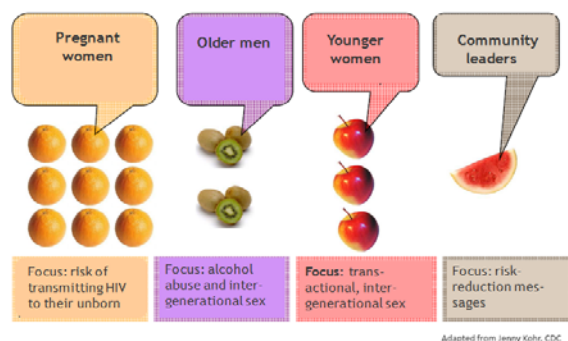 Pregnant
women
Older men
Younger
women
Community
leaders
Focus: risk of
transmitting HIV
to their unborn
Focus: alcohol
abuse and inter-
generational sex
Focus: trans-
actional, inter-
generational sex
Focus: risk-
reduction mes-
sages
Adapted from Jenny Kohr, CDC